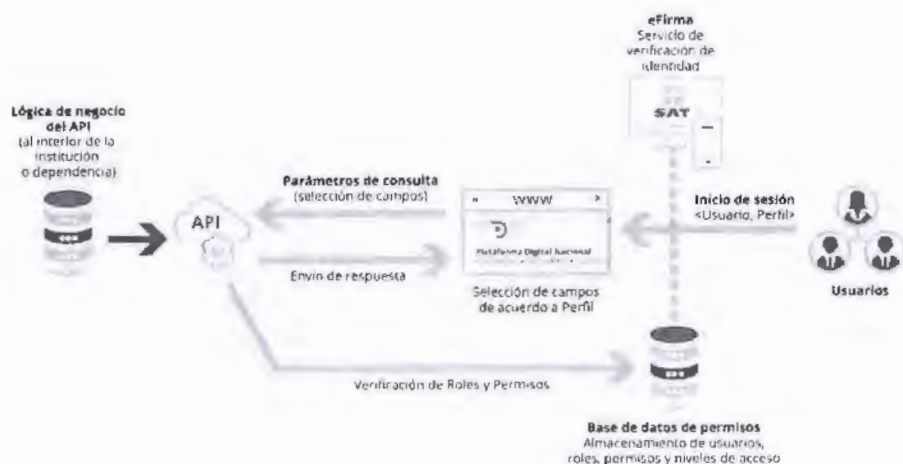 eFirma
Servicio de
verificación de
identidad
SAT
Lógica de negocio
del API
(al interior de la
institución
o dependencia)
API
Parámetros de consulta
(selección de campos)
Envío de respuesta
WWW
Plataforma Digital Nacional
Selección de campos
de acuerdo a Perfil
Inicio de sesión
<Usuario, Perfil>
Usuarios
Verificación de Roles y Permisos
Base de datos de permisos
Almacenamiento de usuarios,
roles, permisos y niveles de acceso